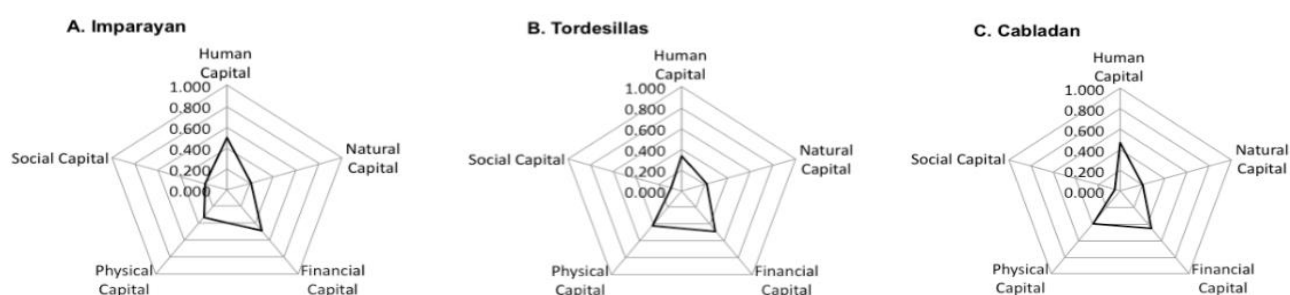 A. Imparayan
Human
Capital
1.000
0.800
0.600
0.400
0.200
0.000
Natural
Capital
Financial
Capital
Physical
Capital
Social Capital
B. Tordesillas
Human
Capital
1.000
0.800
0.600
0.400
0.200
0.000
Natural
Capital
Financial
Capital
Physical
Capital
Social Capital
C. Cabladan
Human
Capital
1.000
0.800
0.600
0.400
0.200
0.000
Natural
Capital
Financial
Capital
Physical
Capital
Social Capital